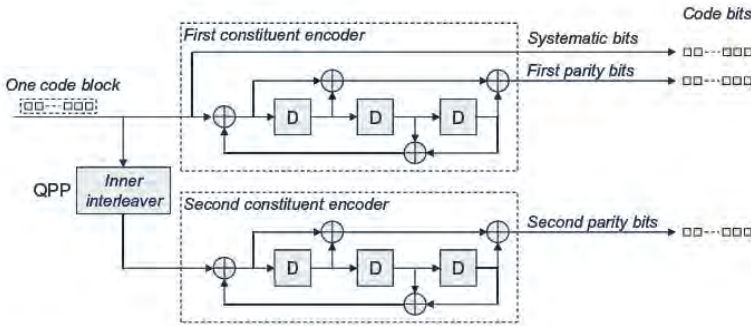 First constituent encoder
Code bits
Systematic bits
One code block
First parity bits
D
D
D
QPP
Inner
interleaver
Second constituent encoder
Second parity bits
D
D
D